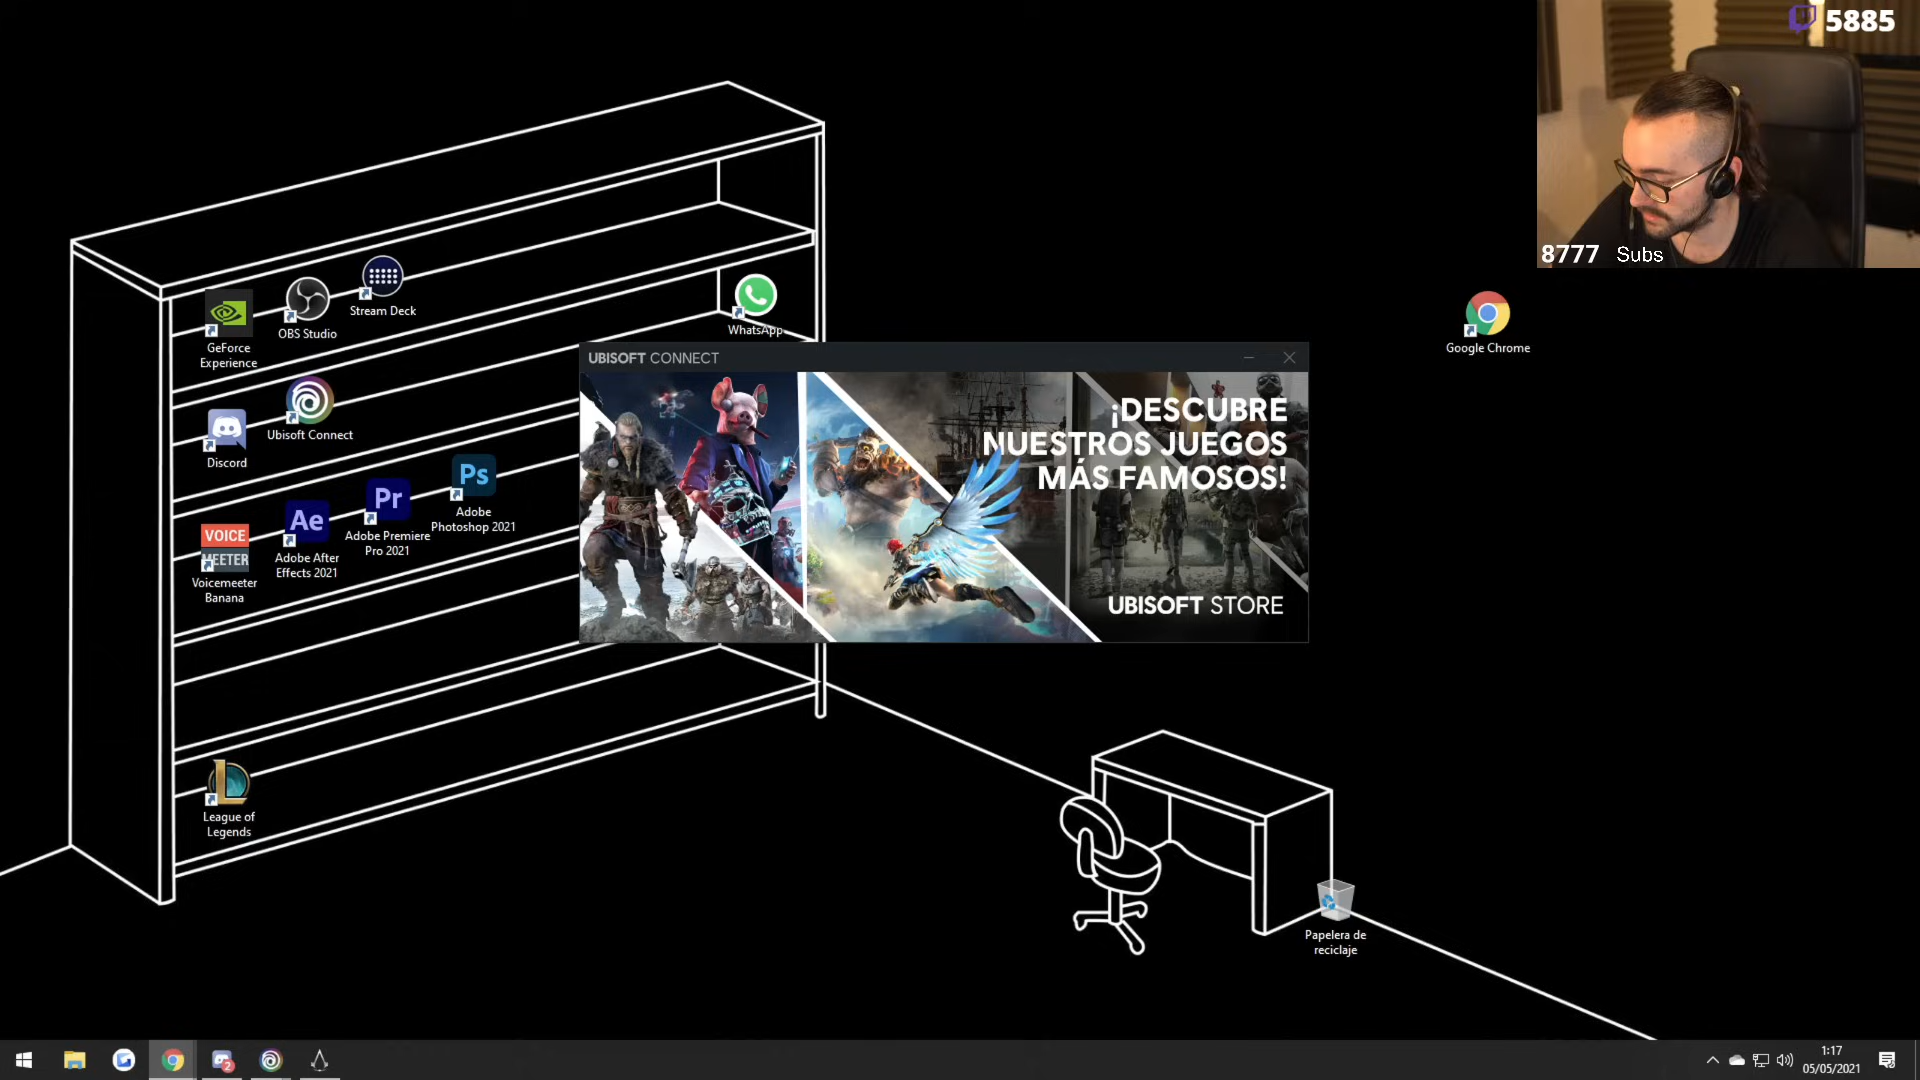 5885
8777 Subs
Stream Deck
OBS Studio
GeForce
Experience
WhatsApp
Google Chrome
UBISOFT CONNECT
¡DESCUBRE
NUESTROS JUEGOS
MÁS FAMOSOS!
UBISOFT STORE
Ubisoft Connect
Discord
Ps
Adobe
Photoshop 2021
Pr
Adobe Premiere
Pro 2021
Ae
Adobe After
Effects 2021
VOICE
MEETER
Voicemeeter
Banana
League of
Legends
Papelera de
reciclaje
2
1:17
05/05/2021